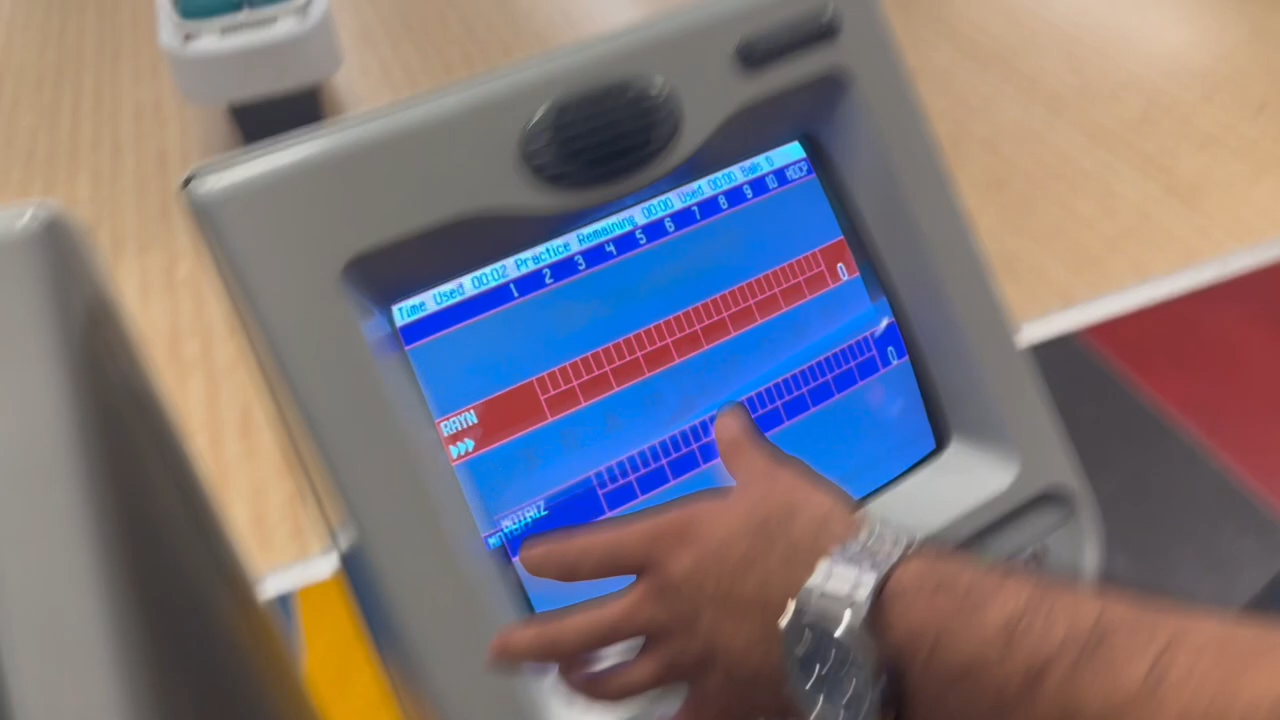 Time Used 00:02 Practice Remaining 00:00 Used 00:00 Balls 0
1 2 3 4 5 6 7 8 9 10 HDCP
RAYN 0
MOTRIZ 0